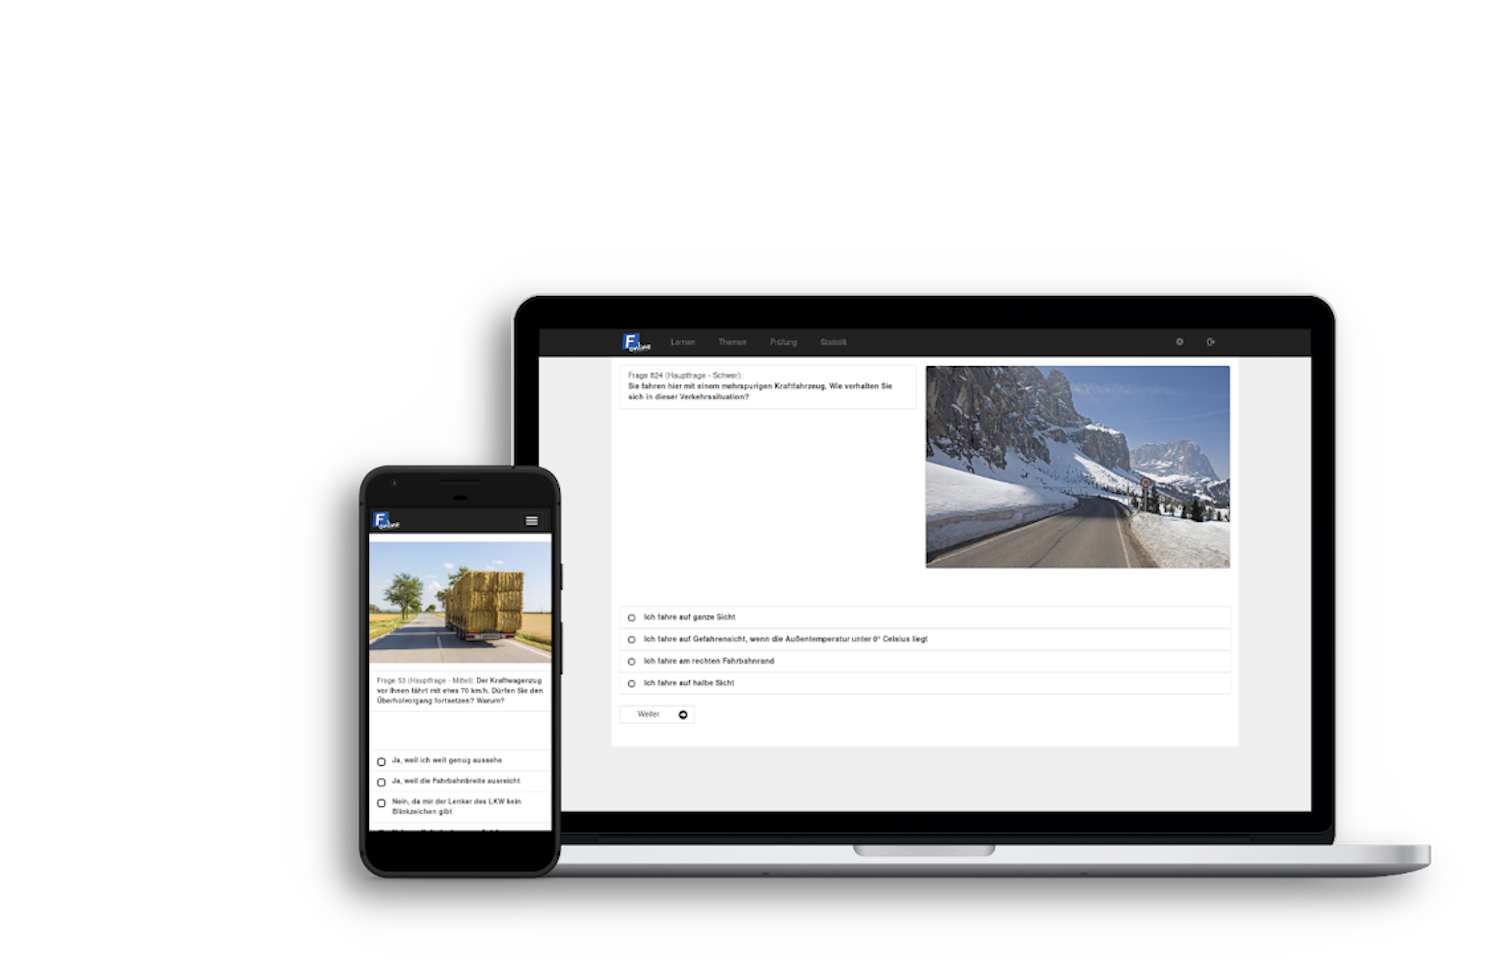 F online
Lernen Themen Prüfung Statistik
Frage 824 (Hauptfrage - Schwer):
Sie fahren hier mit einem mehrspurigen Kraftfahrzeug. Wie verhalten Sie
sich in dieser Verkehrssituation?
Ich fahre auf ganze Sicht
Ich fahre auf Gefahrensicht, wenn die Außentemperatur unter 0° Celsius liegt
Ich fahre am rechten Fahrbahnrand
Ich fahre auf halbe Sicht
Weiter
F online
Frage 53 (Hauptfrage - Mittel): Der Kraftwagenzug
vor Ihnen fährt mit etwa 70 km/h. Dürfen Sie den
Überholvorgang fortsetzen? Warum?
Ja, weil ich weit genug aussehe
Ja, weil die Fahrbahnbreite ausreicht
Nein, da mir der Lenker des LKW kein
Blinkzeichen gibt